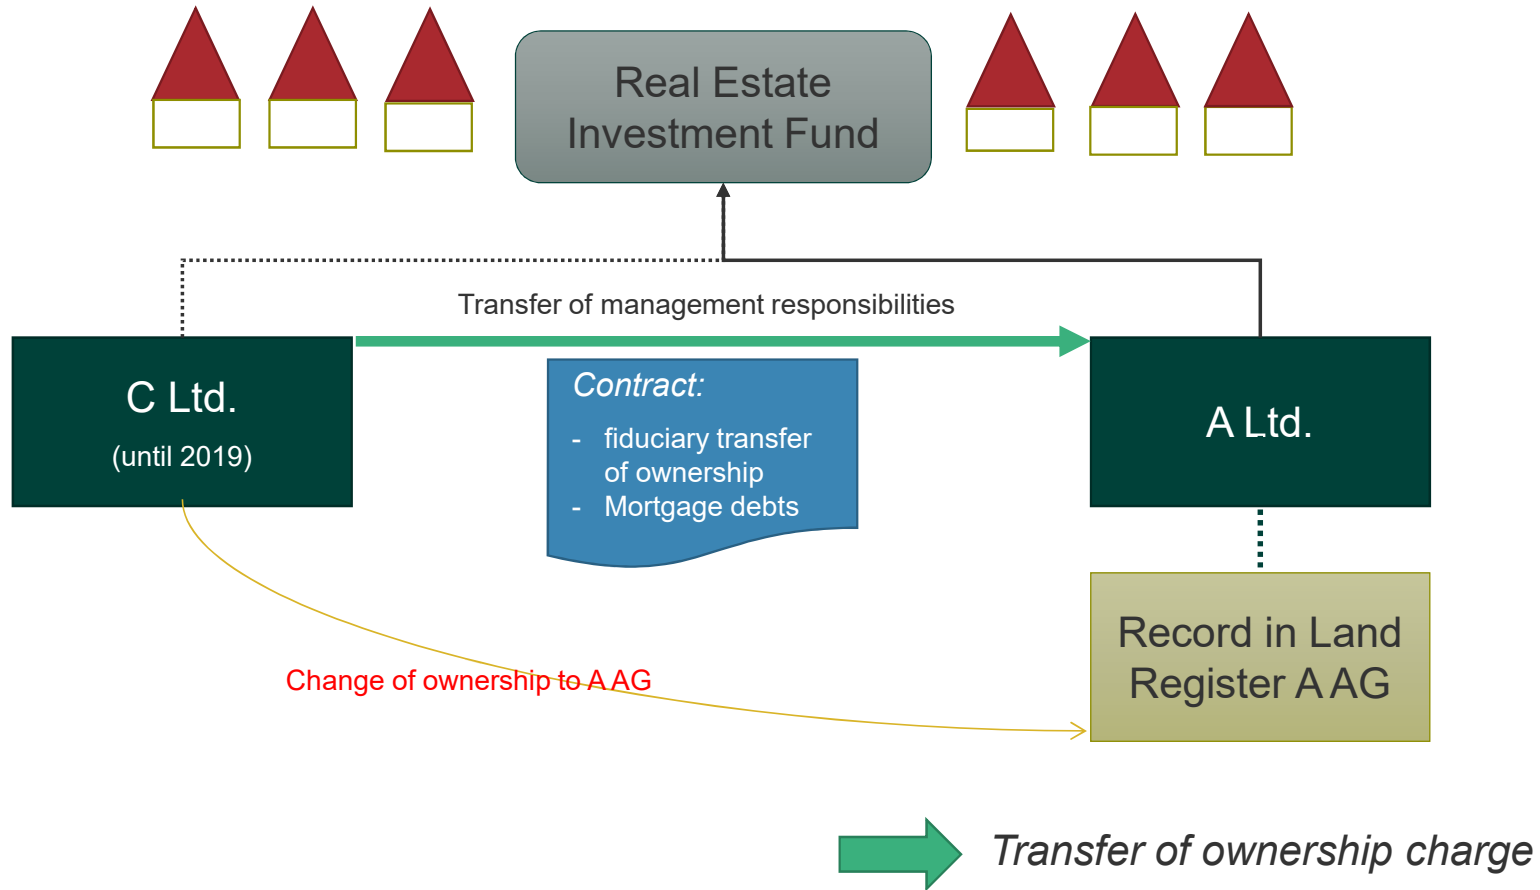 Real Estate
Investment Fund
Transfer of management responsibilities
C Ltd.
(until 2019)
Contract:
- fiduciary transfer
of ownership
- Mortgage debts
A Ltd.
Record in Land
Register A AG
Change of ownership to A AG
Transfer of ownership charge